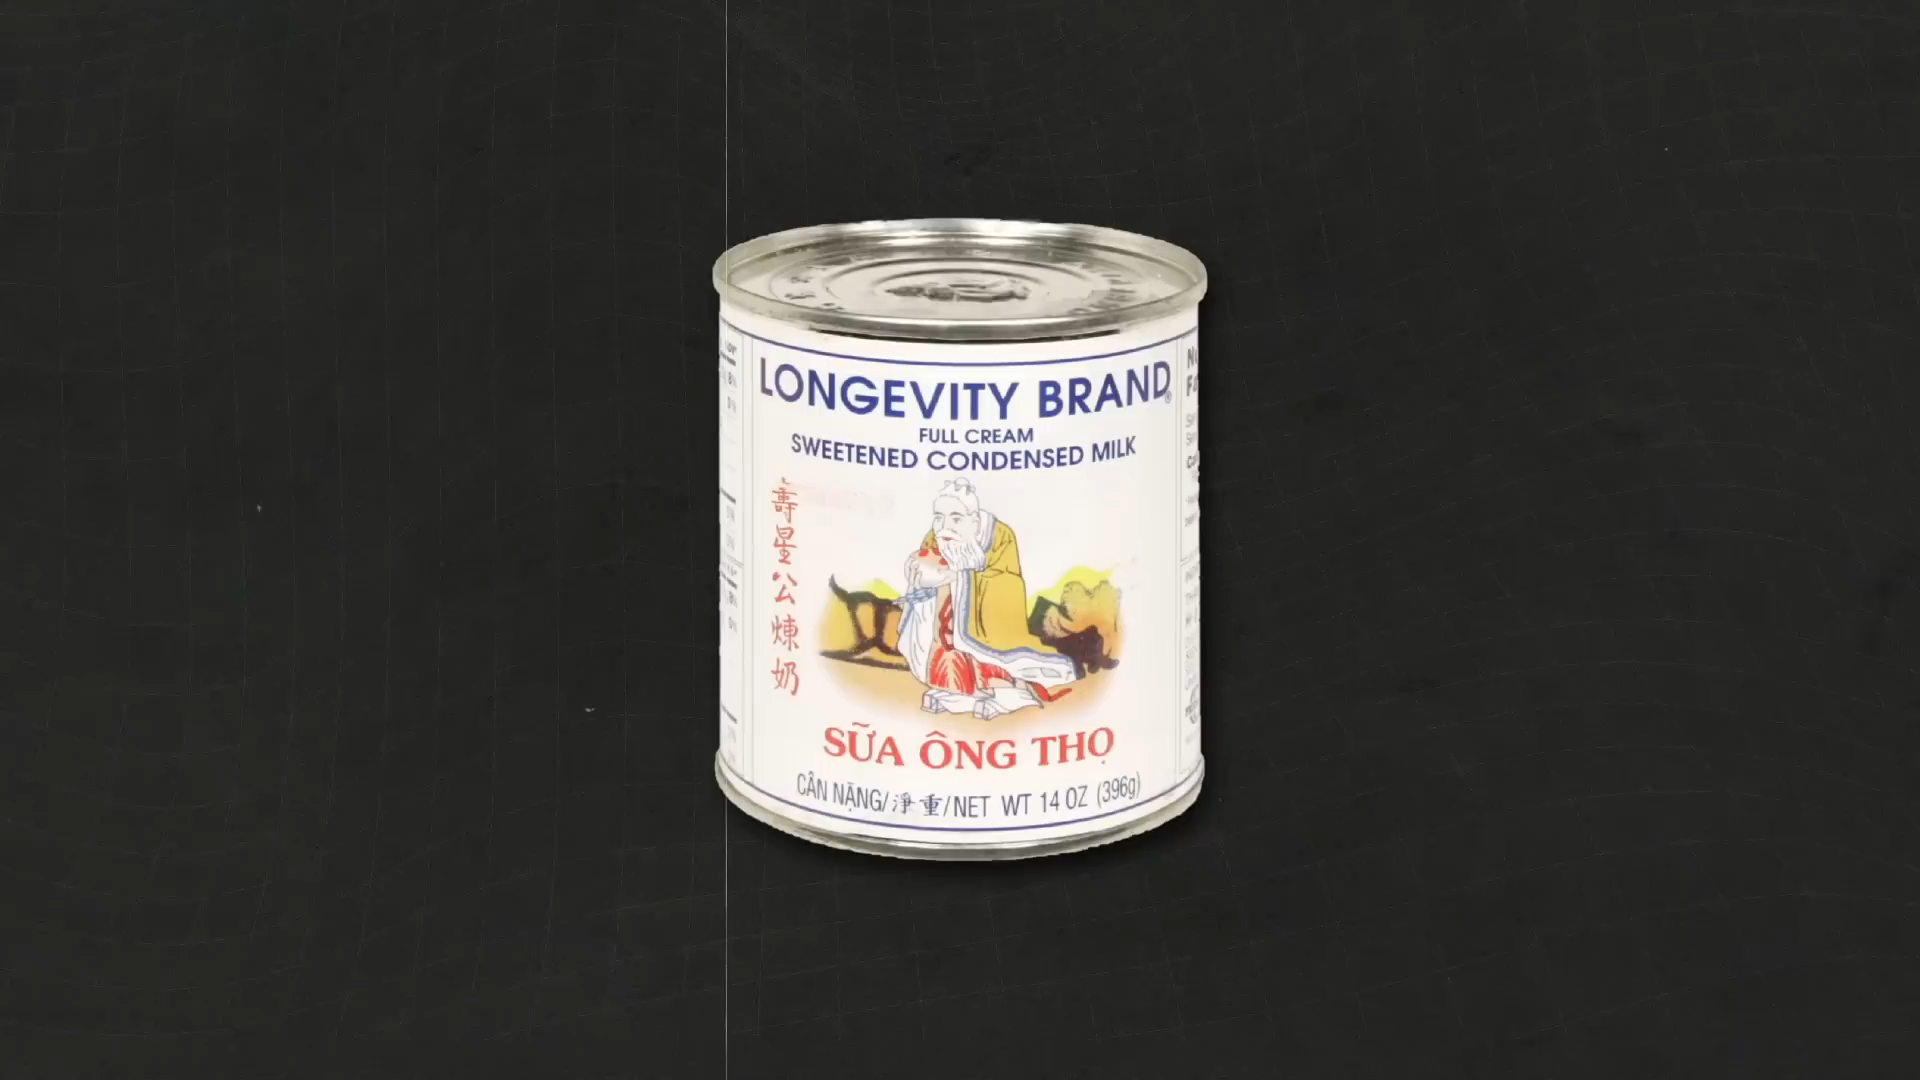 LONGEVITY BRAND®
FULL CREAM
SWEETENED CONDENSED MILK
壽星公煉奶
SỮA ÔNG THỌ
CÂN NẶNG/淨重/NET WT 14 OZ (396g)